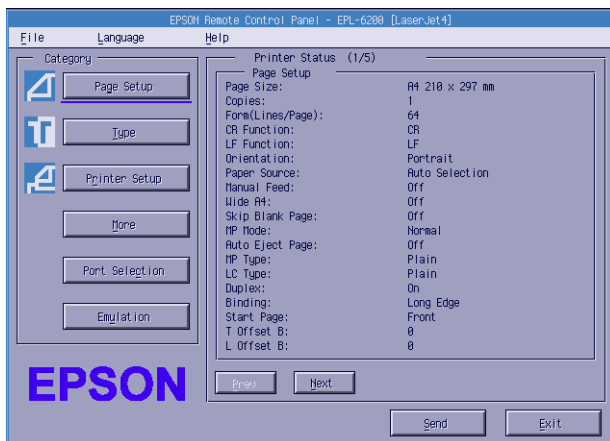 EPSON Remote Control Panel - EPL-6200 [LaserJet4]
File Language Help
Category
Page Setup
Type
Printer Setup
More
Port Selection
Emulation
EPSON
Printer Status (1/5)
Page Setup
Page Size: A4 210 x 297 mm
Copies: 1
Form(Lines/Page): 64
CR Function: CR
LF Function: LF
Orientation: Portrait
Paper Source: Auto Selection
Manual Feed: Off
Wide A4: Off
Skip Blank Page: Off
MP Mode: Normal
Auto Eject Page: Off
MP Type: Plain
LC Type: Plain
Duplex: On
Binding: Long Edge
Start Page: Front
T Offset B: 0
L Offset B: 0
Prev Next
Send Exit